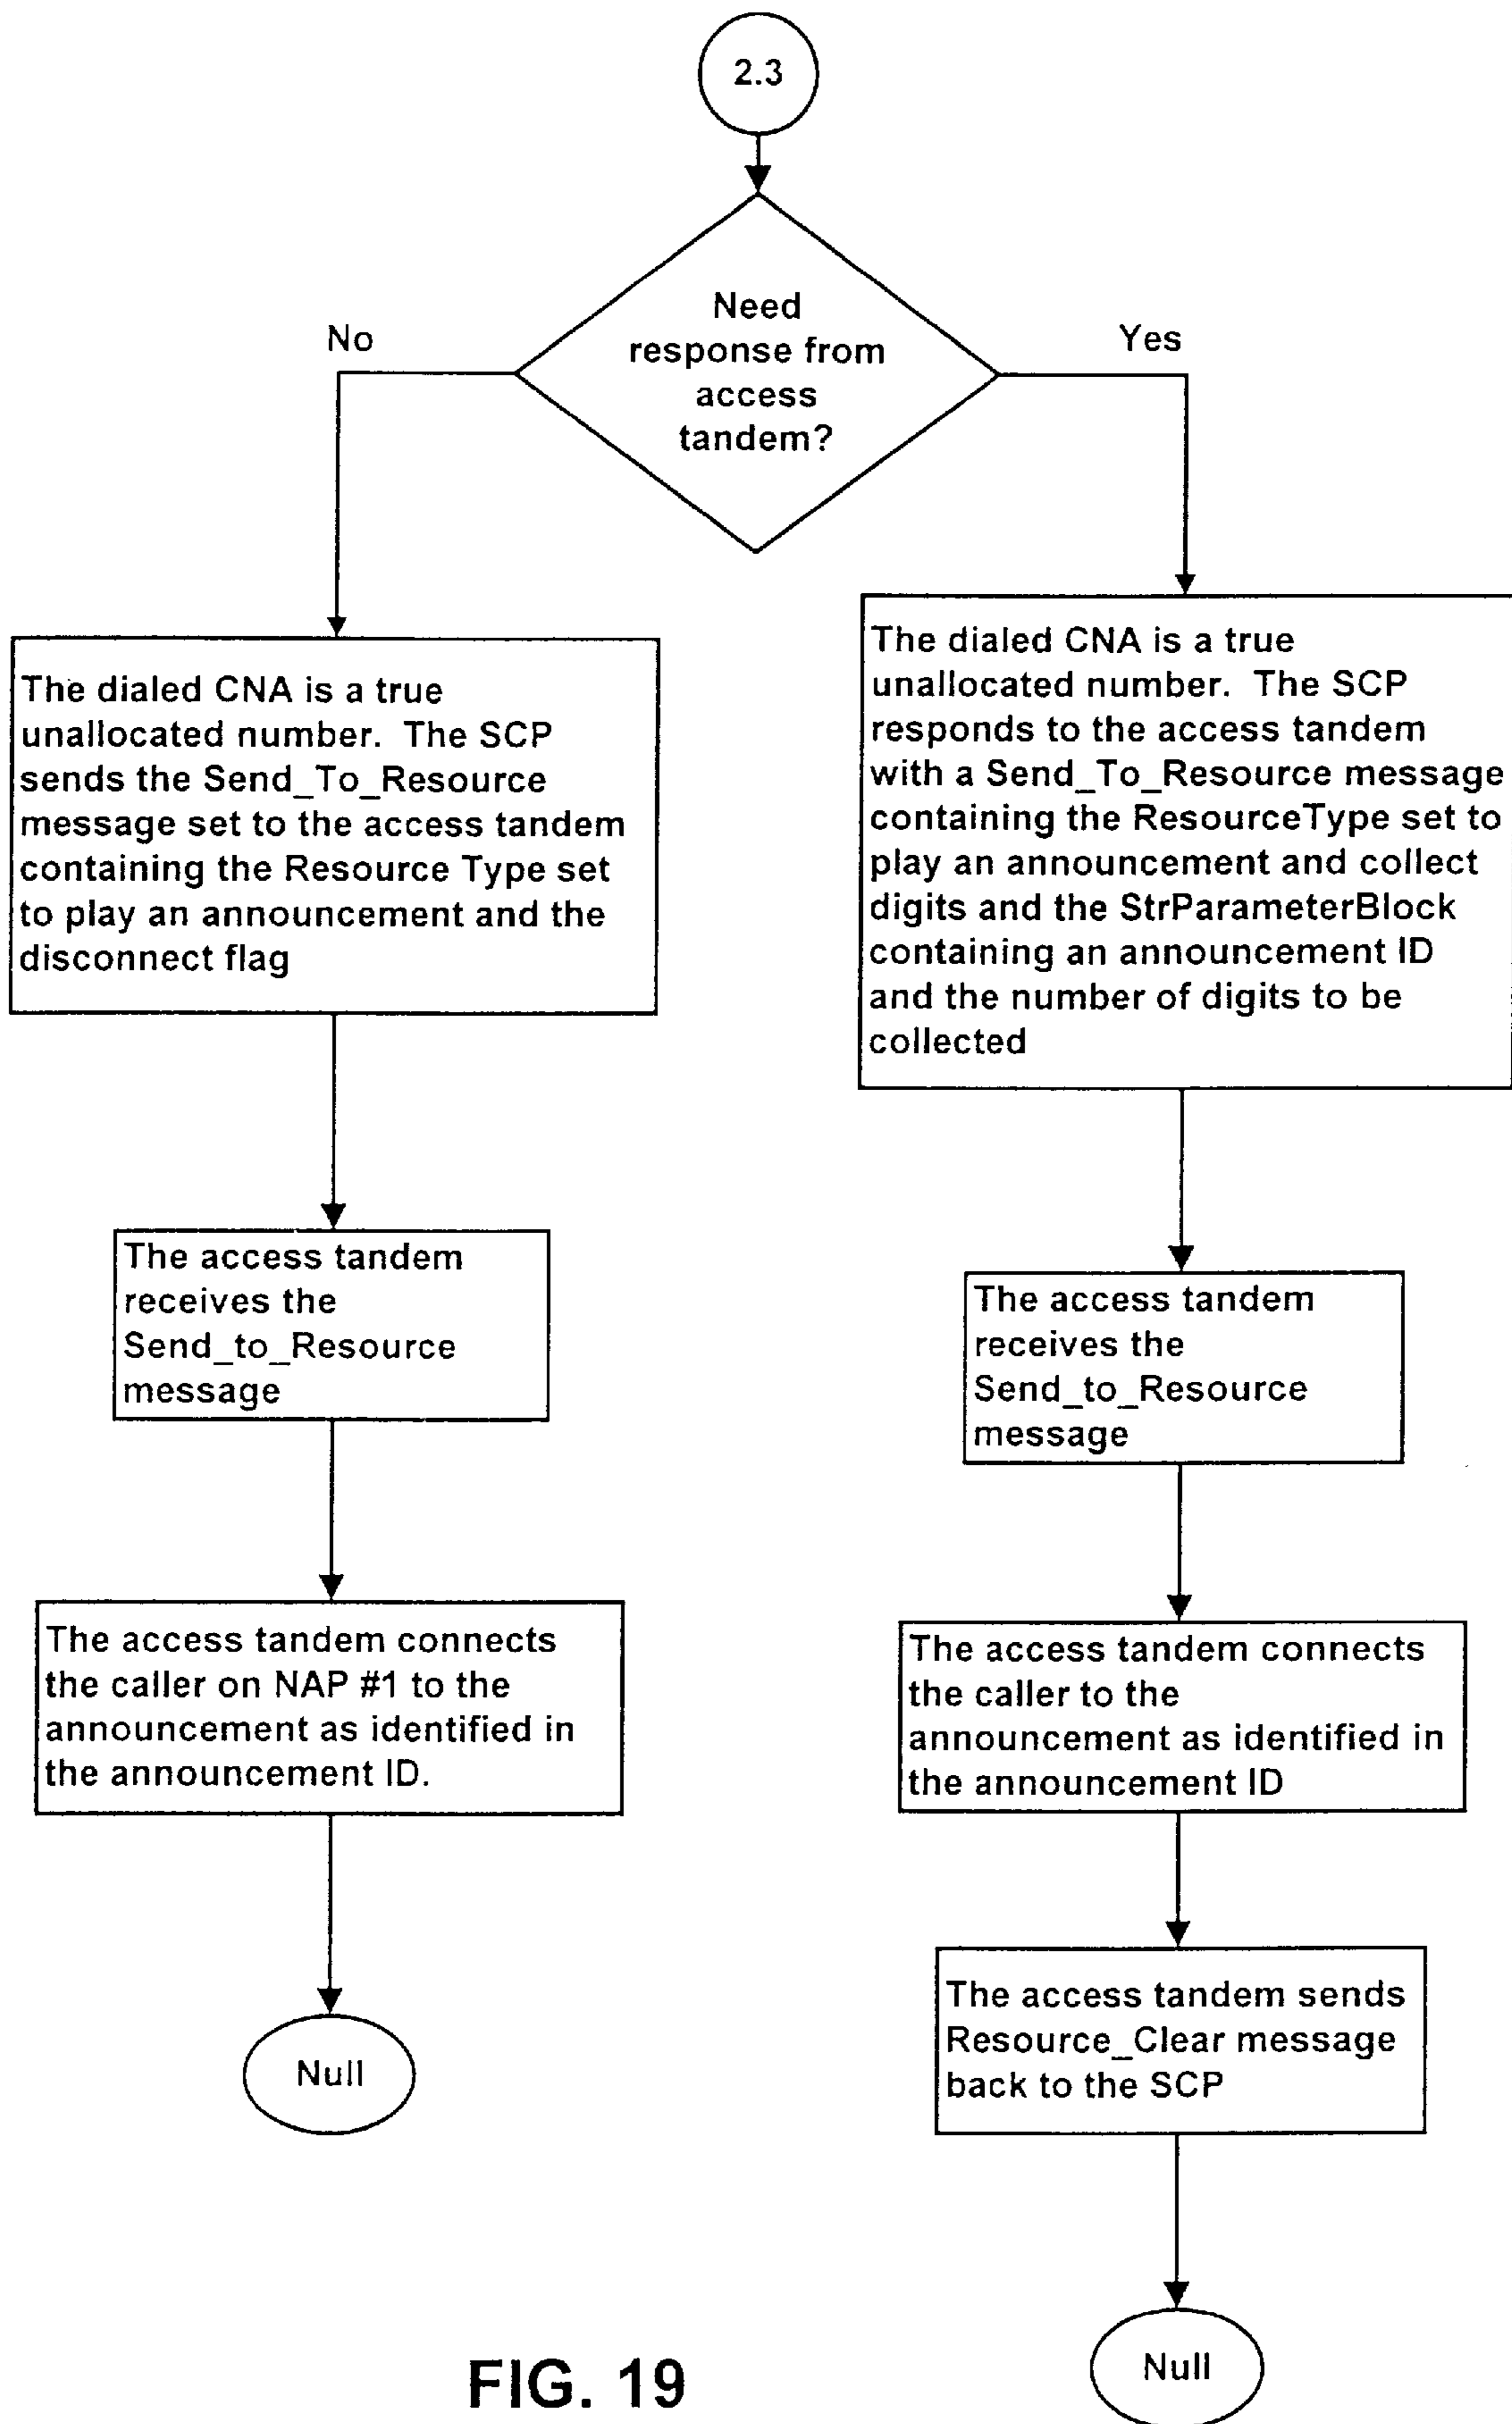 2.3
Need
response from
access
tandem?
No
Yes
The dialed CNA is a true
unallocated number. The SCP
sends the Send_To_Resource
message set to the access tandem
containing the Resource Type set
to play an announcement and the
disconnect flag
The access tandem
receives the
Send_to_Resource
message
The access tandem connects
the caller on NAP #1 to the
announcement as identified in
the announcement ID.
Null
The dialed CNA is a true
unallocated number. The SCP
responds to the access tandem
with a Send_To_Resource message
containing the ResourceType set to
play an announcement and collect
digits and the StrParameterBlock
containing an announcement ID
and the number of digits to be
collected
The access tandem
receives the
Send_to_Resource
message
The access tandem connects
the caller to the
announcement as identified in
the announcement ID
The access tandem sends
Resource_Clear message
back to the SCP
Null
FIG. 19